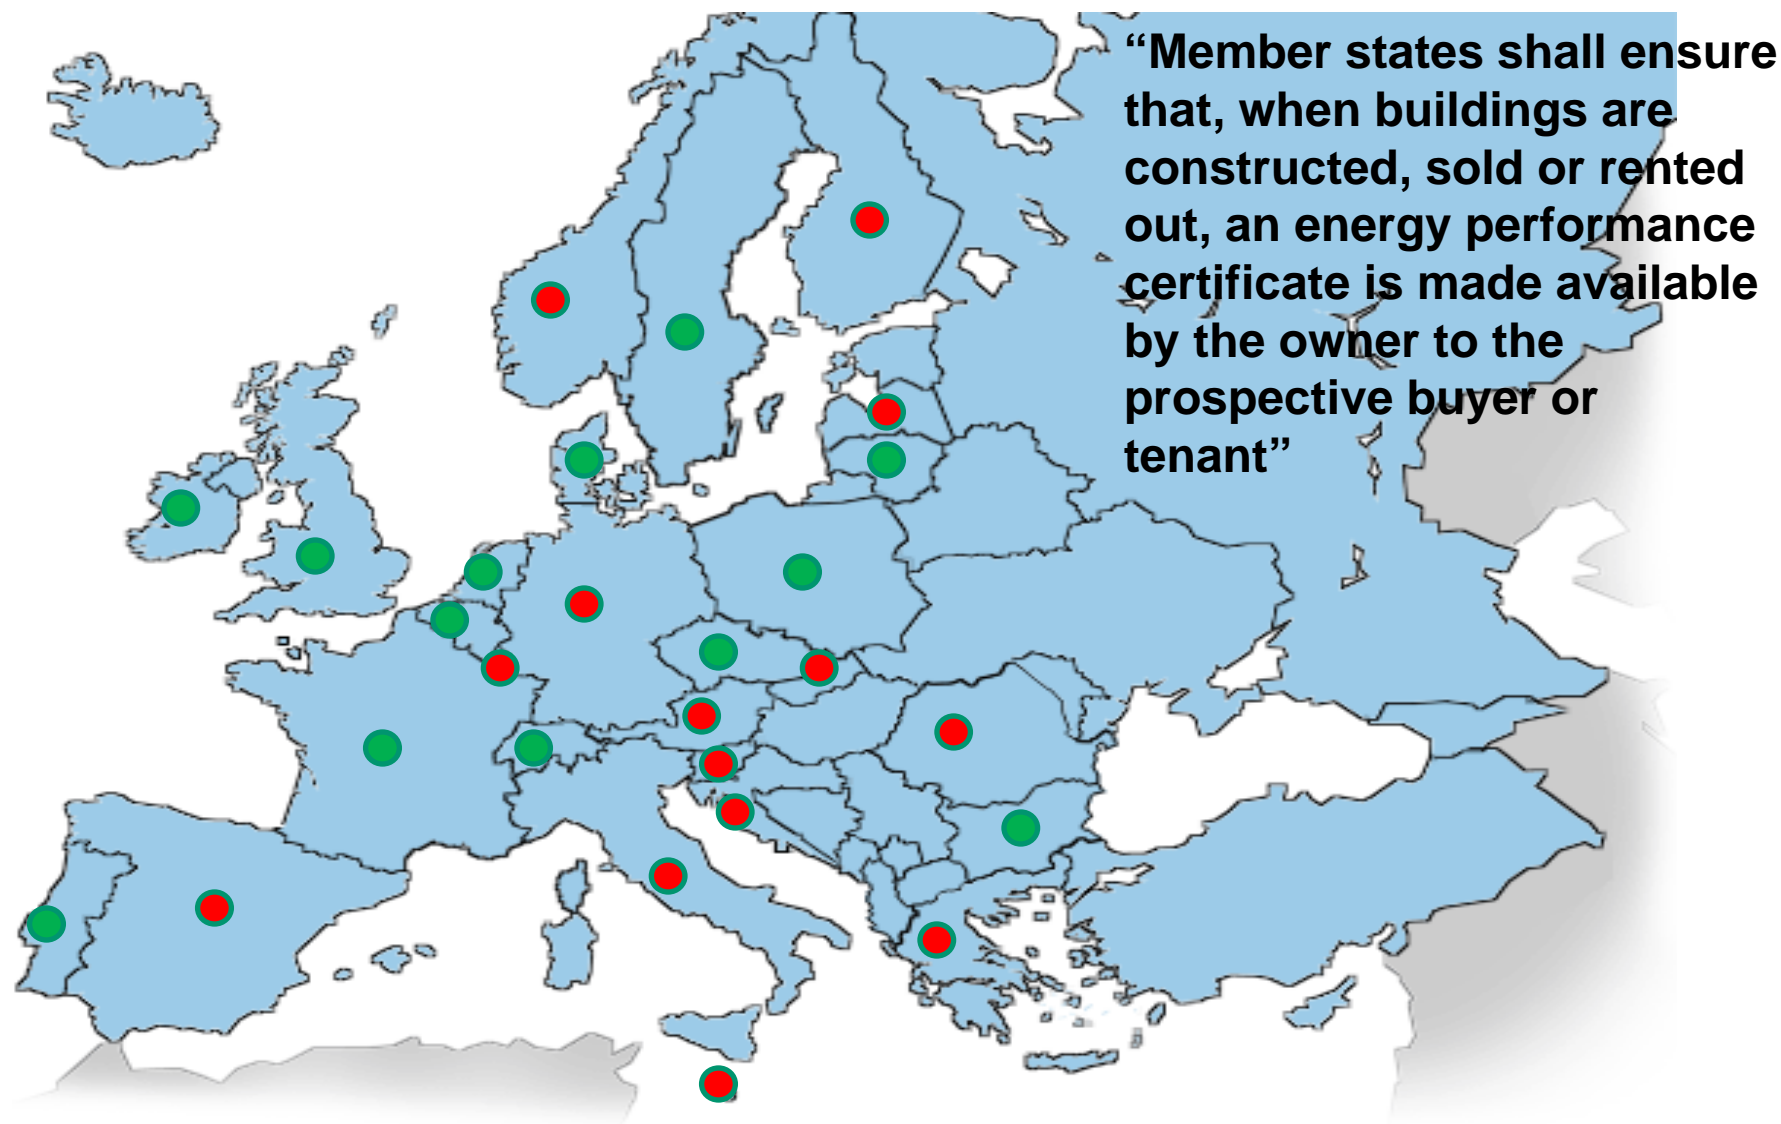 “Member states shall ensure
that, when buildings are
constructed, sold or rented
out, an energy performance
certificate is made available
by the owner to the
prospective buyer or
tenant”